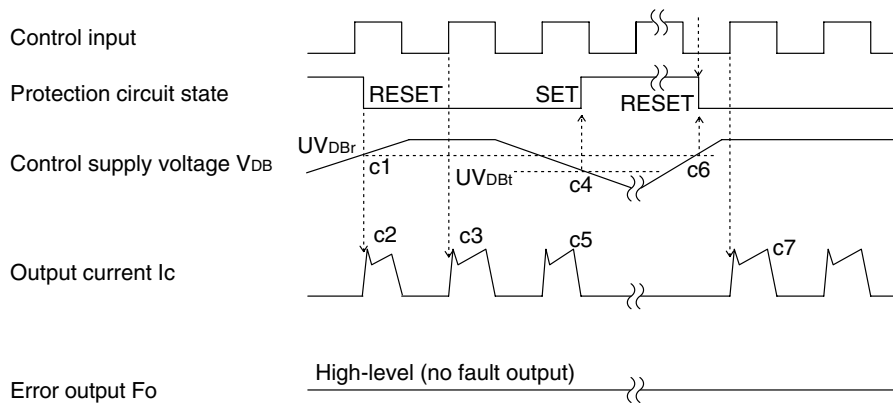 Control input
Protection circuit state
RESET
SET
RESET
UVDBr
Control supply voltage VDB
c1
UVDBt
c4
c6
c2
c3
c5
c7
Output current Ic
High-level (no fault output)
Error output Fo